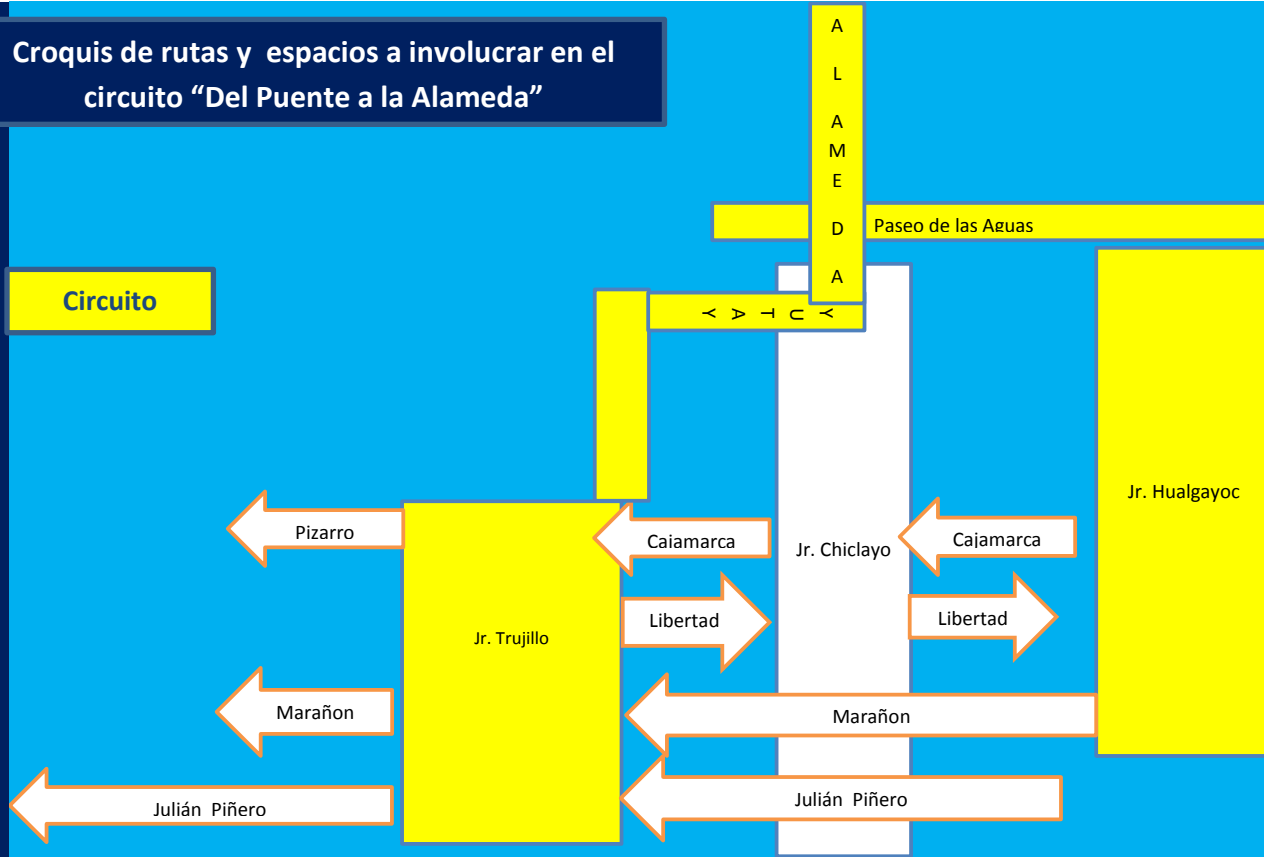 Croquis de rutas y espacios a involucrar en el
circuito “Del Puente a la Alameda”
A
L
A
M
E
D
A
Paseo de las Aguas
Circuito
YUTAY
Jr. Hualgayoc
Pizarro
Cajamarca
Jr. Chiclayo
Cajamarca
Jr. Trujillo
Libertad
Libertad
Marañon
Marañon
Julián Piñero
Julián Piñero